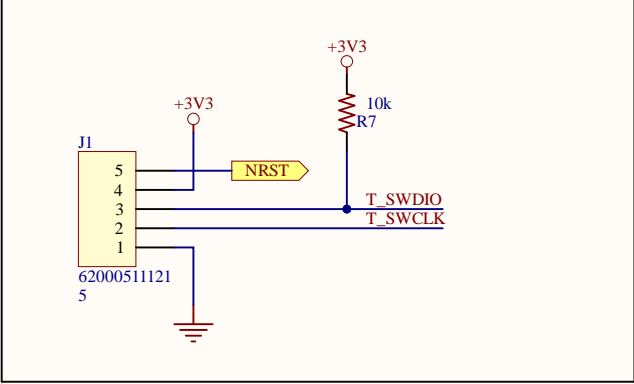 +3V3
10k
R7
+3V3
J1
5
NRST
4
3
T_SWDIO
2
T_SWCLK
1
62000511121
5